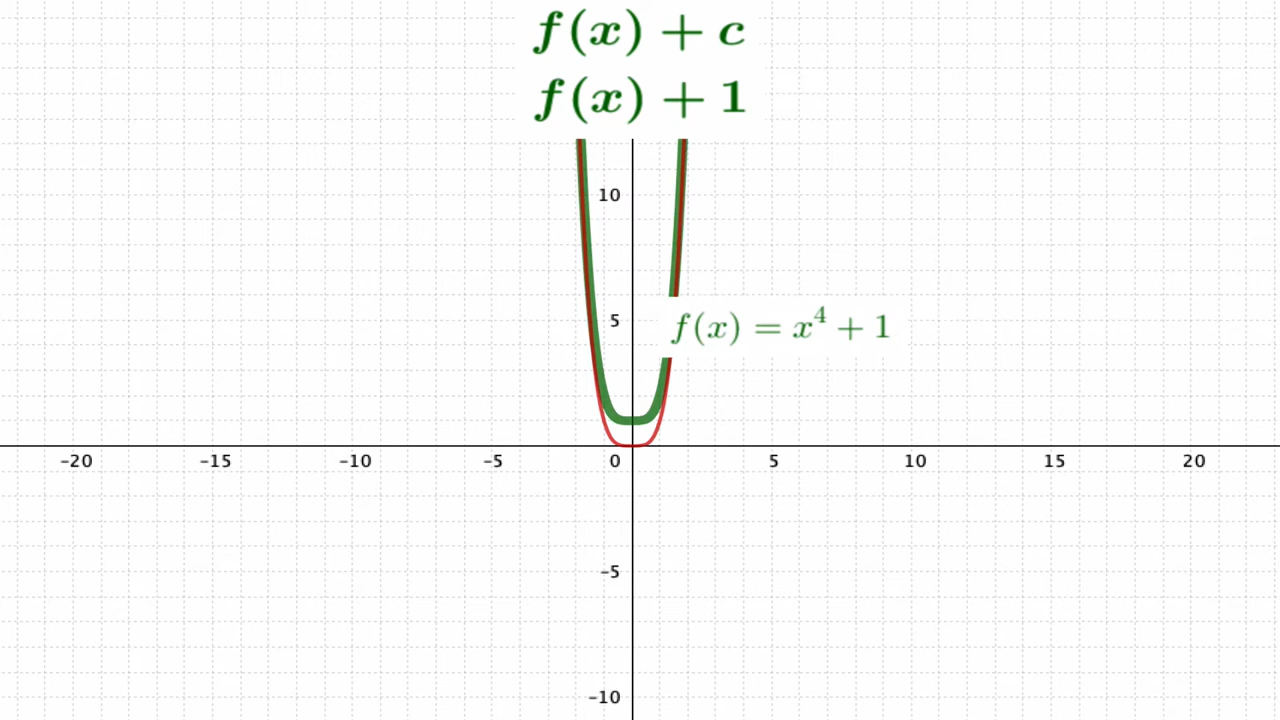 f(x) + c
f(x) + 1
10
5
f(x) = x⁴ + 1
-20 -15 -10 -5 0 5 10 15 20
-5
-10